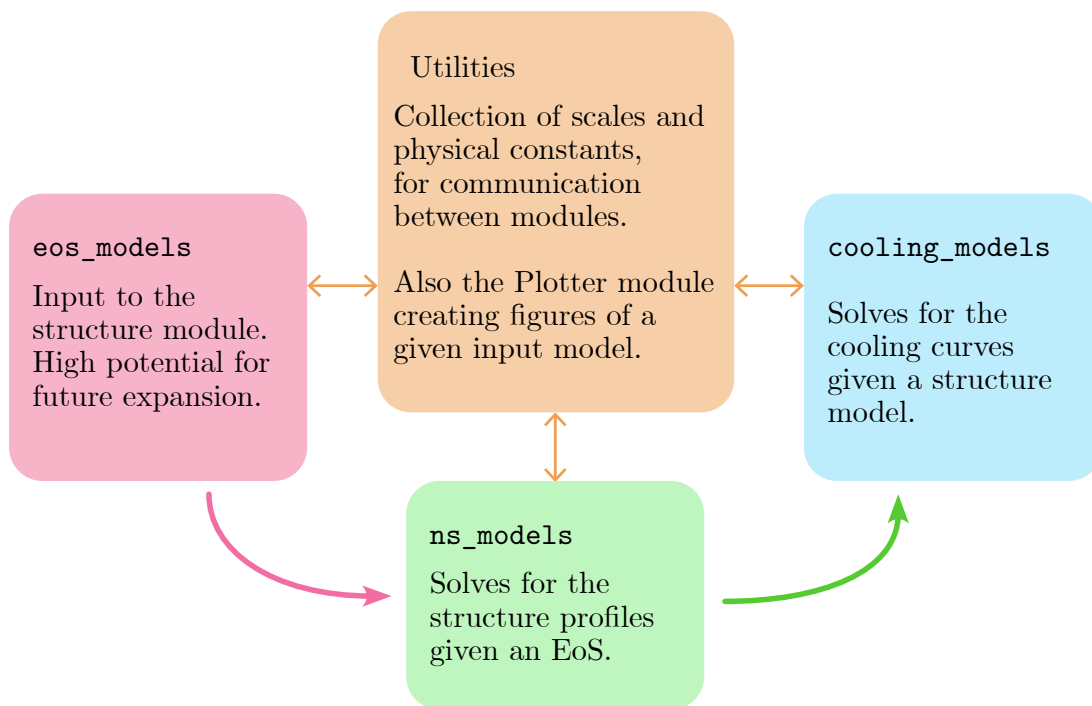 Utilities
Collection of scales and
physical constants,
for communication
between modules.
Also the Plotter module
creating figures of a
given input model.
eos_models
Input to the
structure module.
High potential for
future expansion.
cooling_models
Solves for the
cooling curves
given a structure
model.
ns_models
Solves for the
structure profiles
given an EoS.